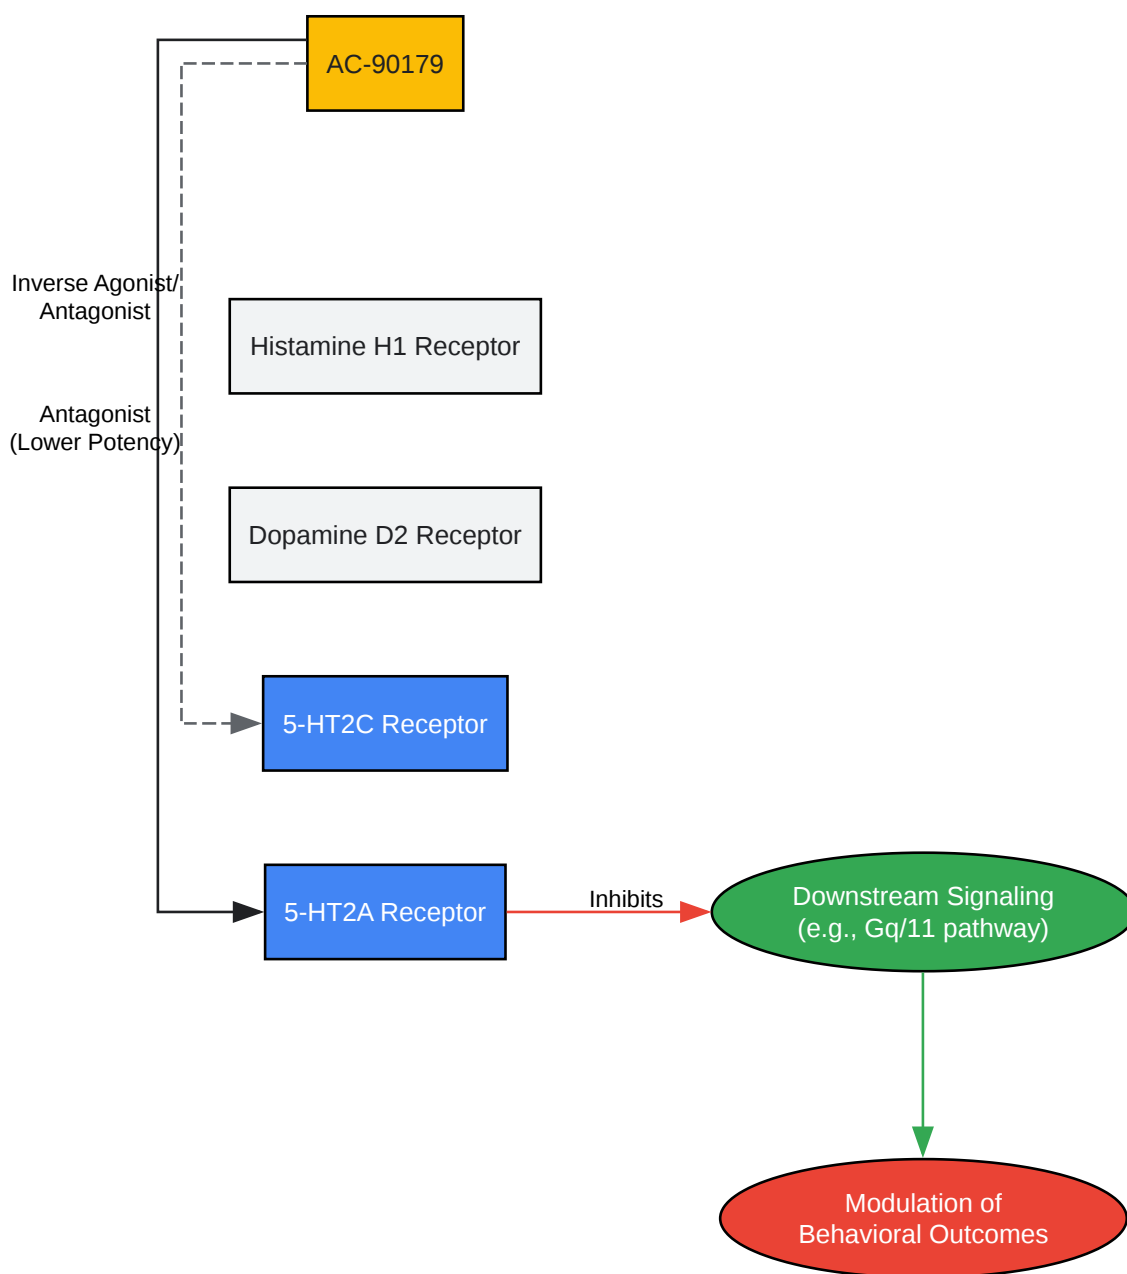 AC-90179
Inverse Agonist/
Antagonist
Histamine H1 Receptor
Antagonist
(Lower Potency)
Dopamine D2 Receptor
5-HT2C Receptor
5-HT2A Receptor
Inhibits
Downstream Signaling
(e.g., Gq/11 pathway)
Modulation of
Behavioral Outcomes